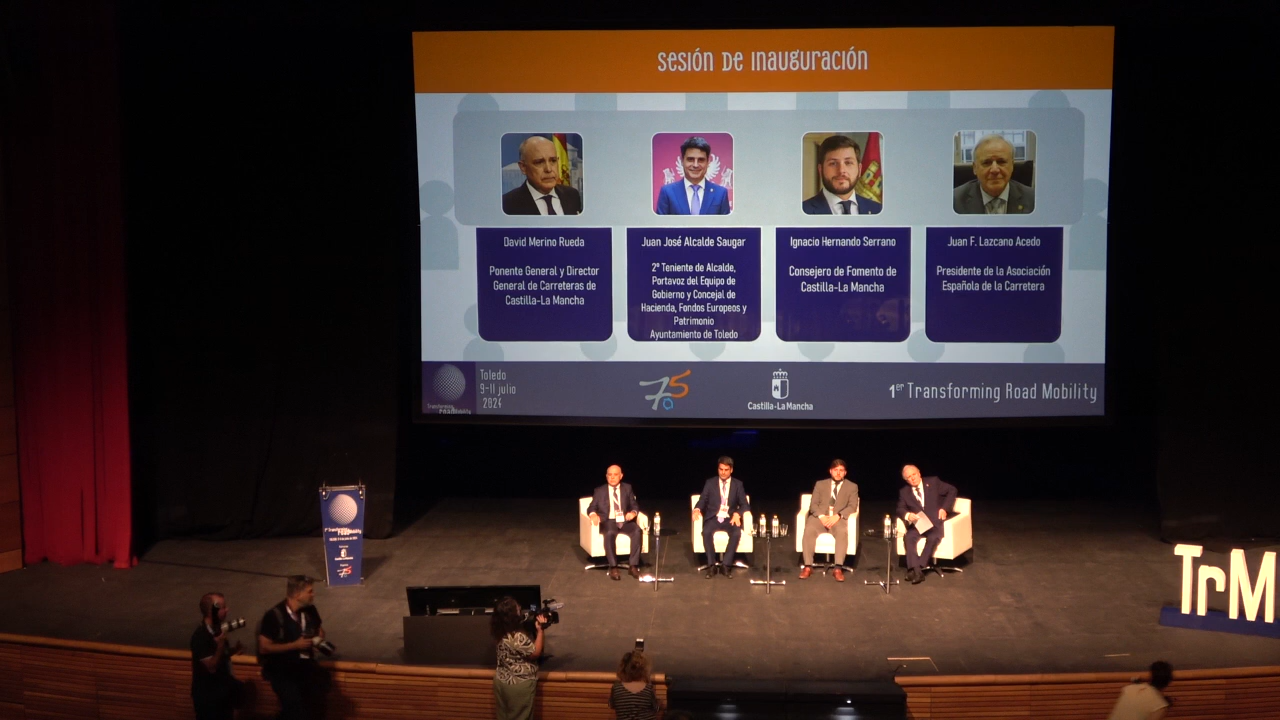 Sesión de Inauguración
David Merino Rueda
Ponente General y Director
General de Carreteras de
Castilla-La Mancha
Juan José Alcalde Saugar
2º Teniente de Alcalde,
Portavoz del Equipo de
Gobierno y Concejal de
Hacienda, Fondos Europeos y
Patrimonio
Ayuntamiento de Toledo
Ignacio Hernando Serrano
Consejero de Fomento de
Castilla-La Mancha
Juan F. Lazcano Acedo
Presidente de la Asociación
Española de la Carretera
Transforming
Road Mobility
Toledo
9-11 julio
2024
75
Castilla-La Mancha
1er Transforming Road Mobility
TrM